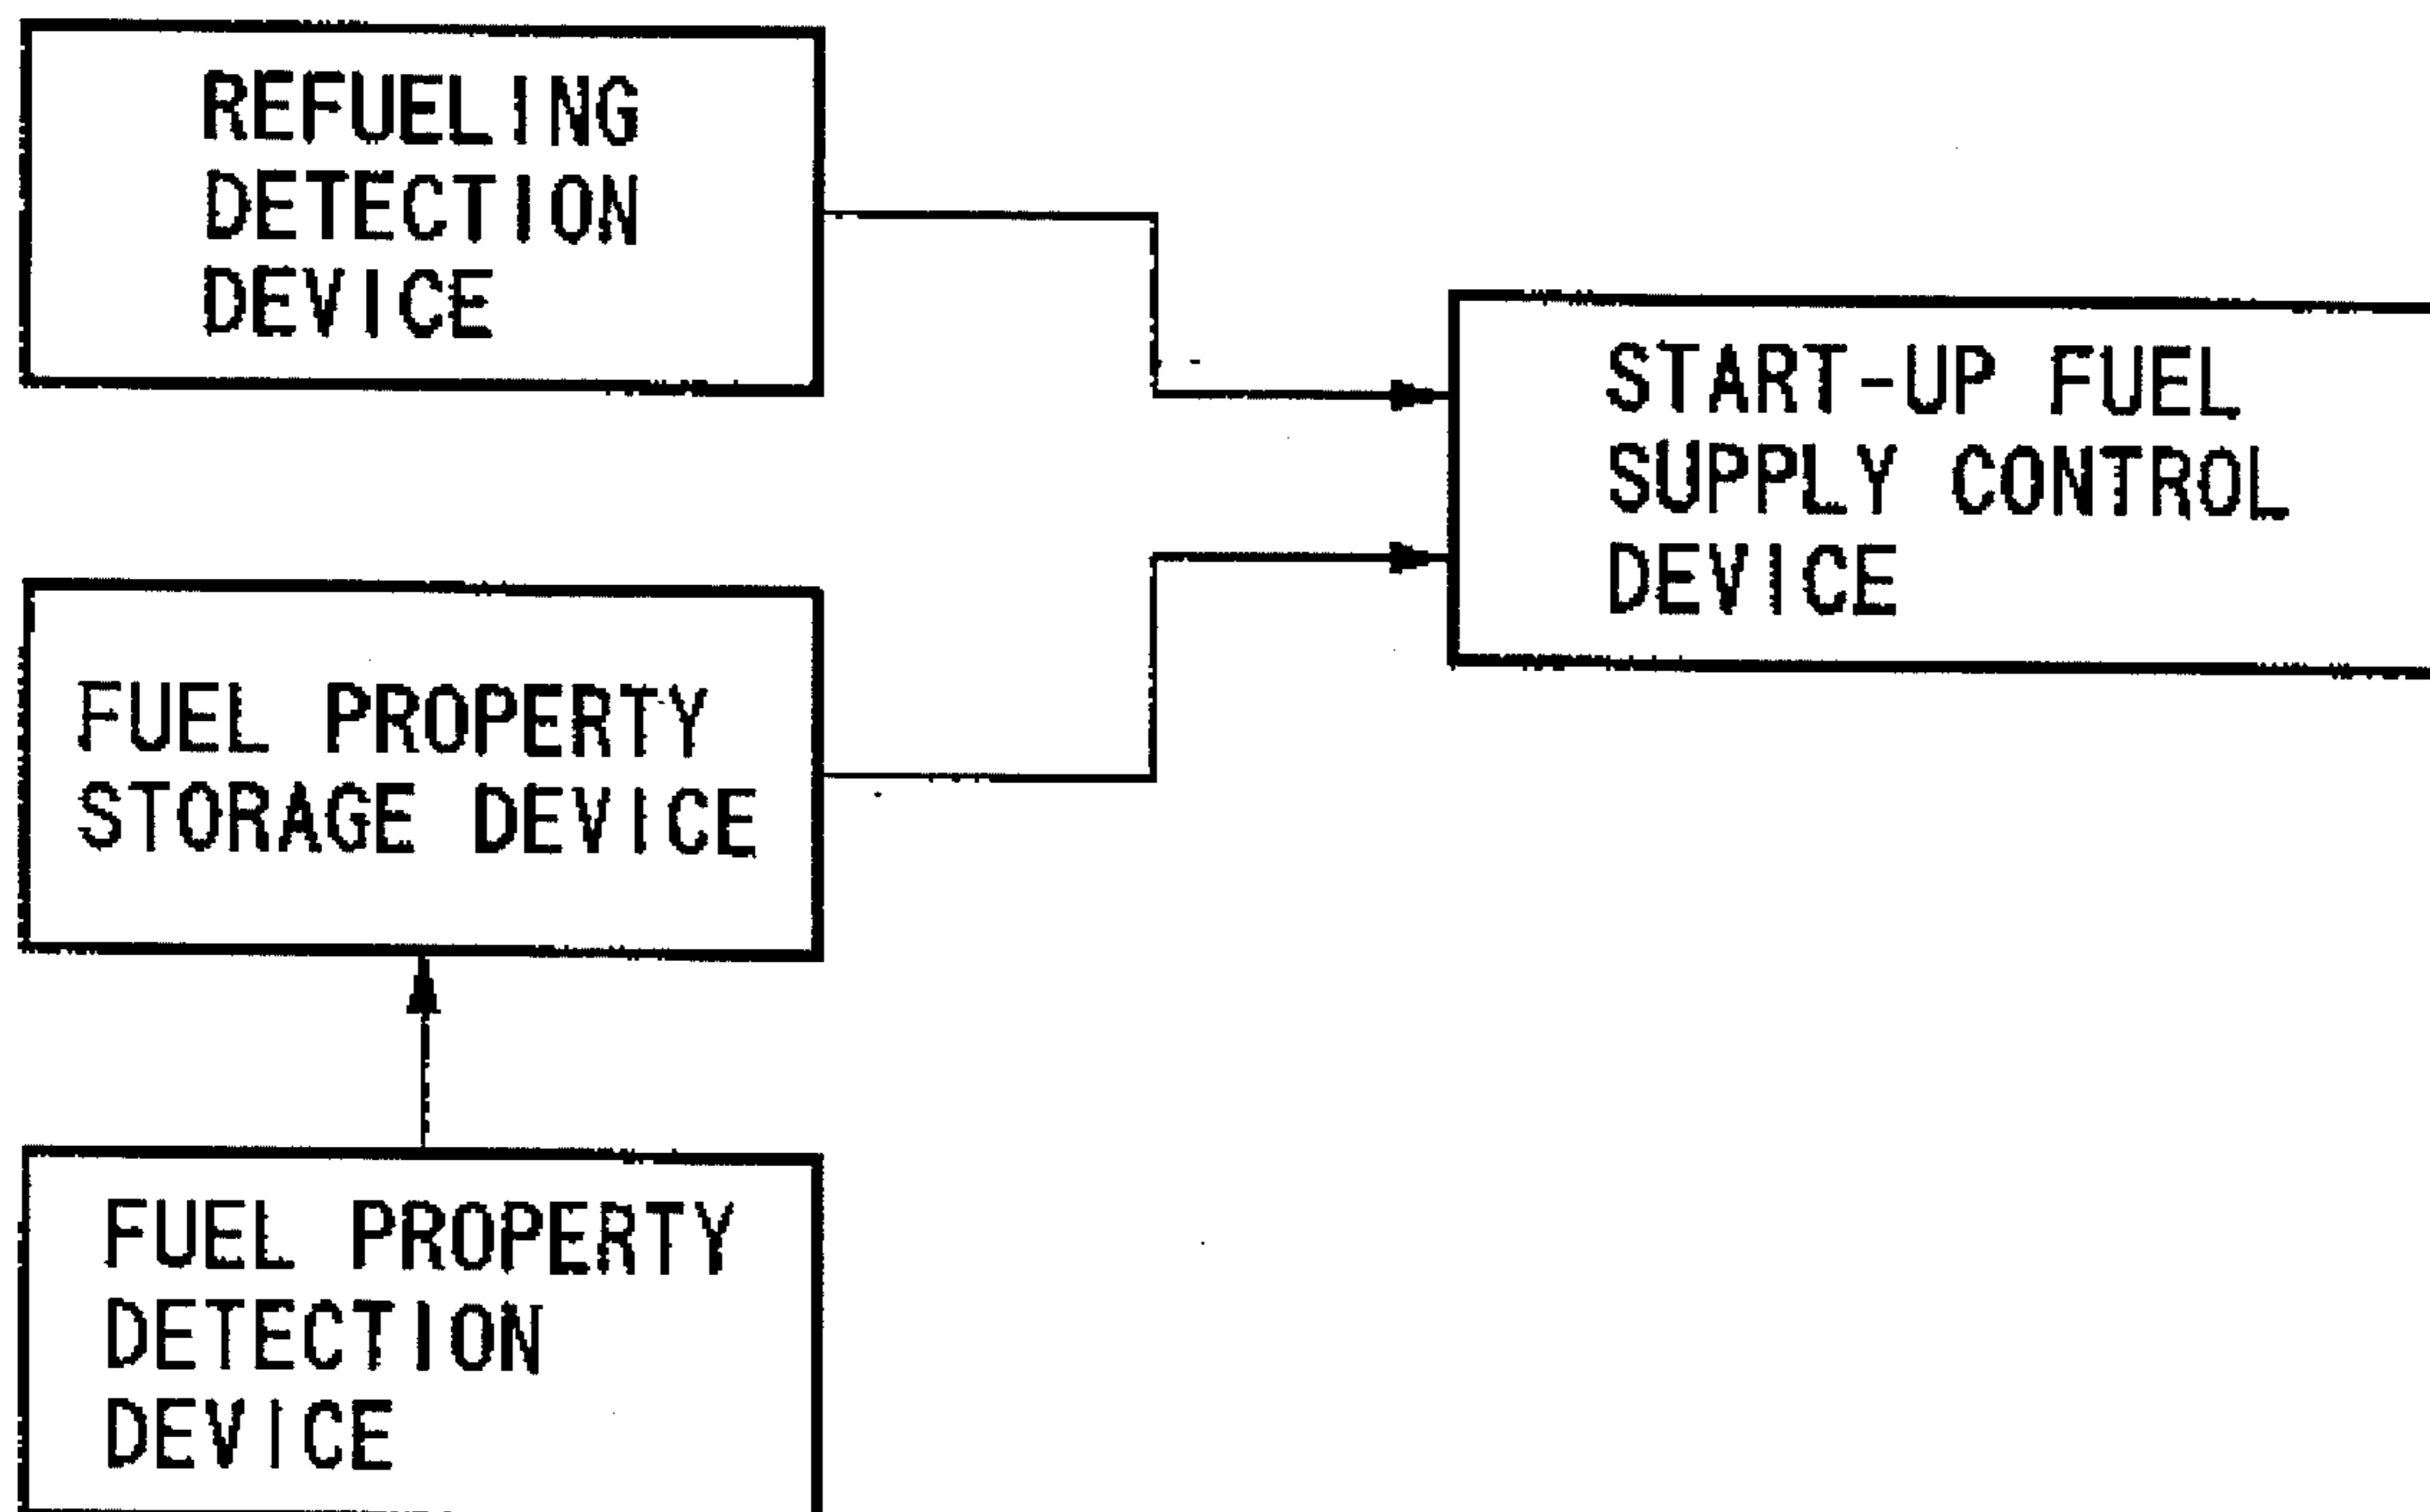 REFUELING
DETECTION
DEVICE
START-UP FUEL
SUPPLY CONTROL
DEVICE
FUEL PROPERTY
STORAGE DEVICE
FUEL PROPERTY
DETECTION
DEVICE